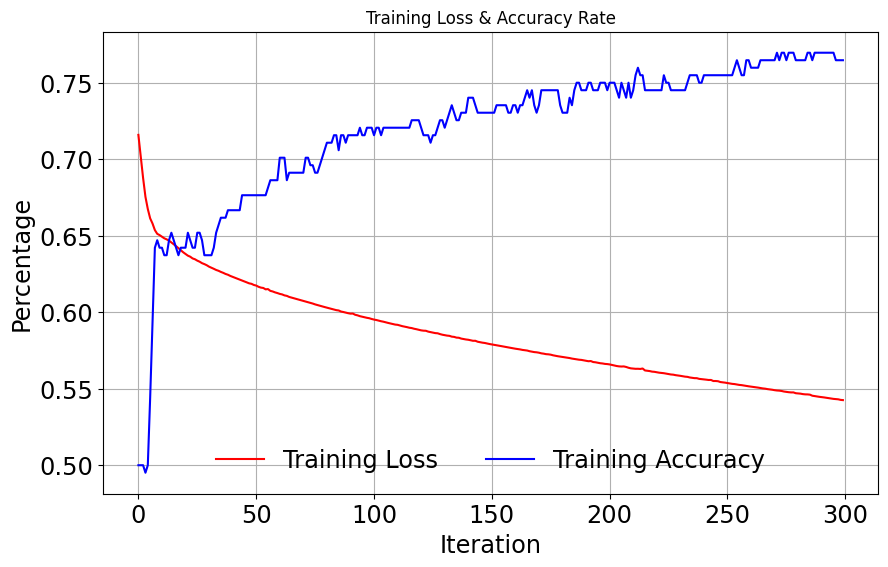 Training Loss & Accuracy Rate
0.75
0.70
0.65
0.60
0.55
0.50
Percentage
Training Loss Training Accuracy
0 50 100 150 200 250 300
Iteration